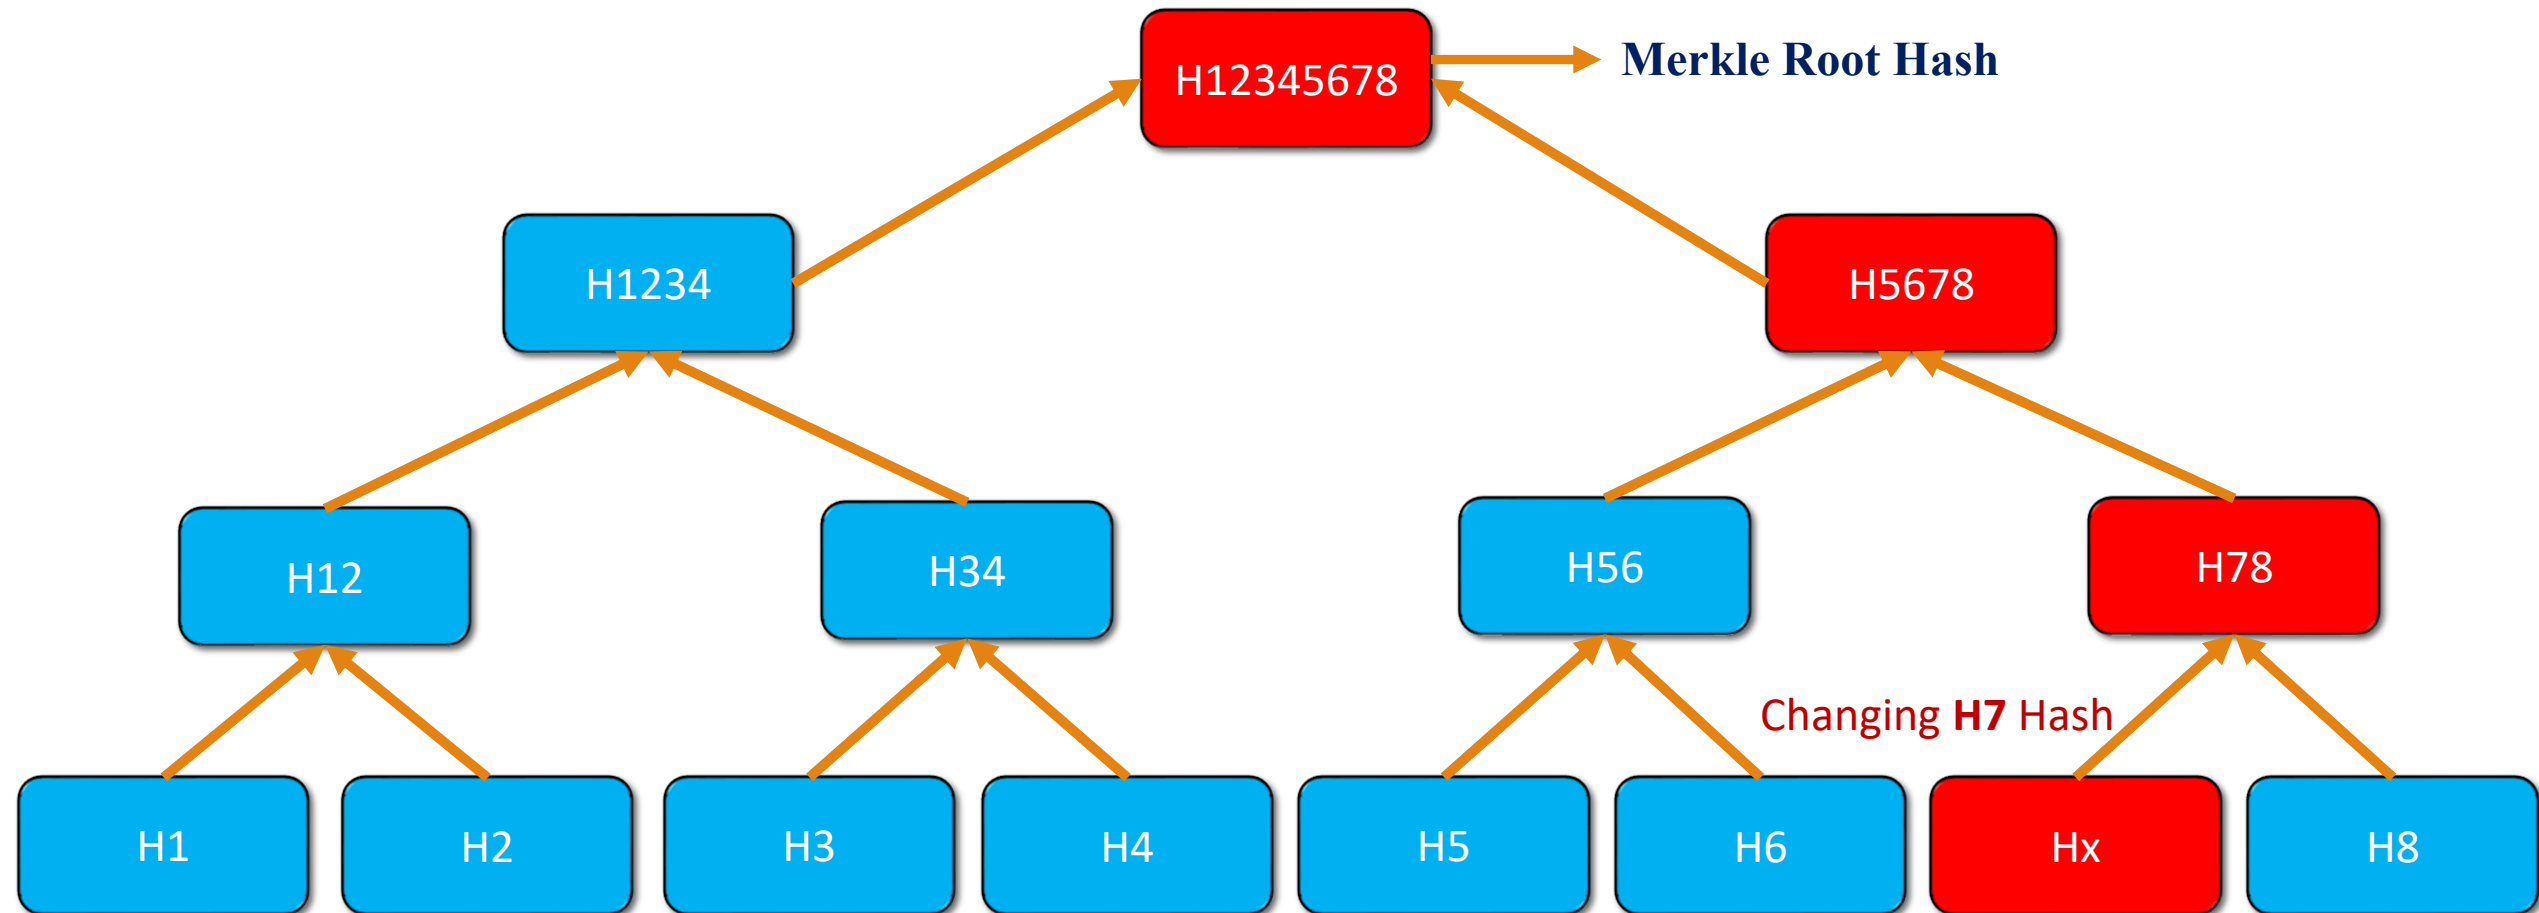 H12345678
Merkle Root Hash
H1234
H5678
H12
H34
H56
H78
Changing H7 Hash
H1
H2
H3
H4
H5
H6
Hx
H8